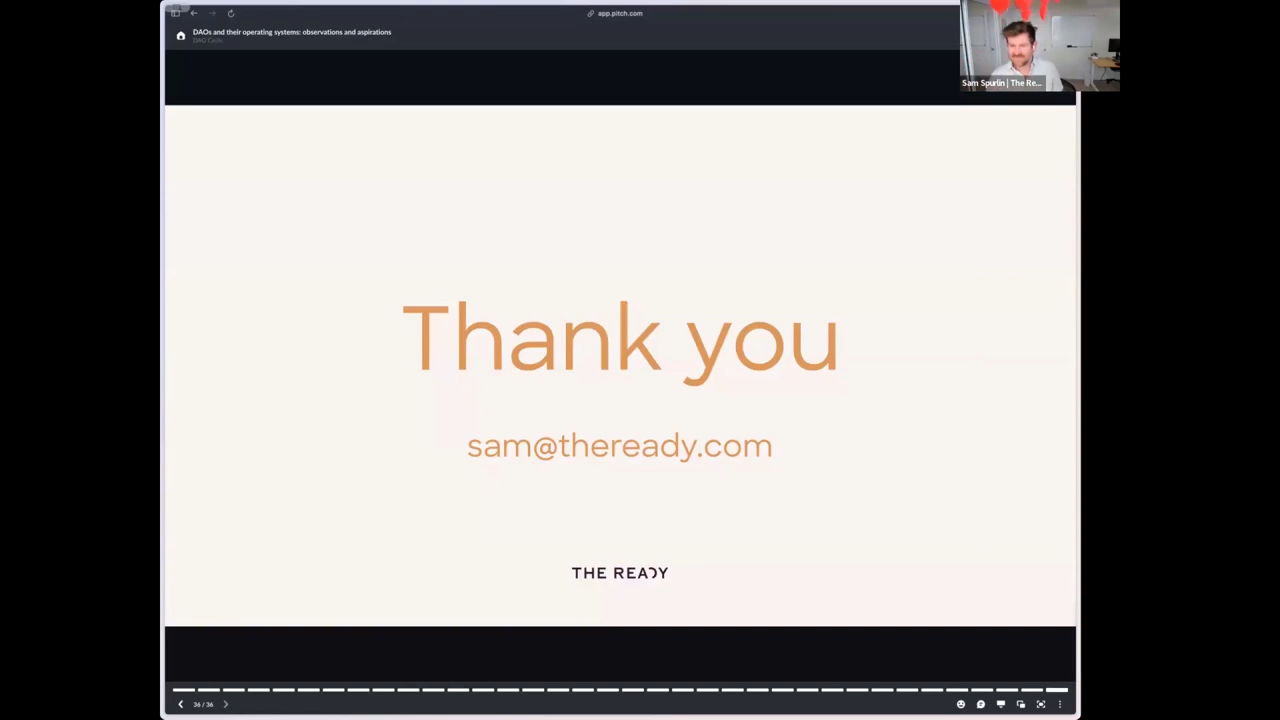 app.pitch.com
DAOs and their operating systems: observations and aspirations
Sam Spurlin | The Re...
Thank you
sam@theready.com
THE READY
36 / 36